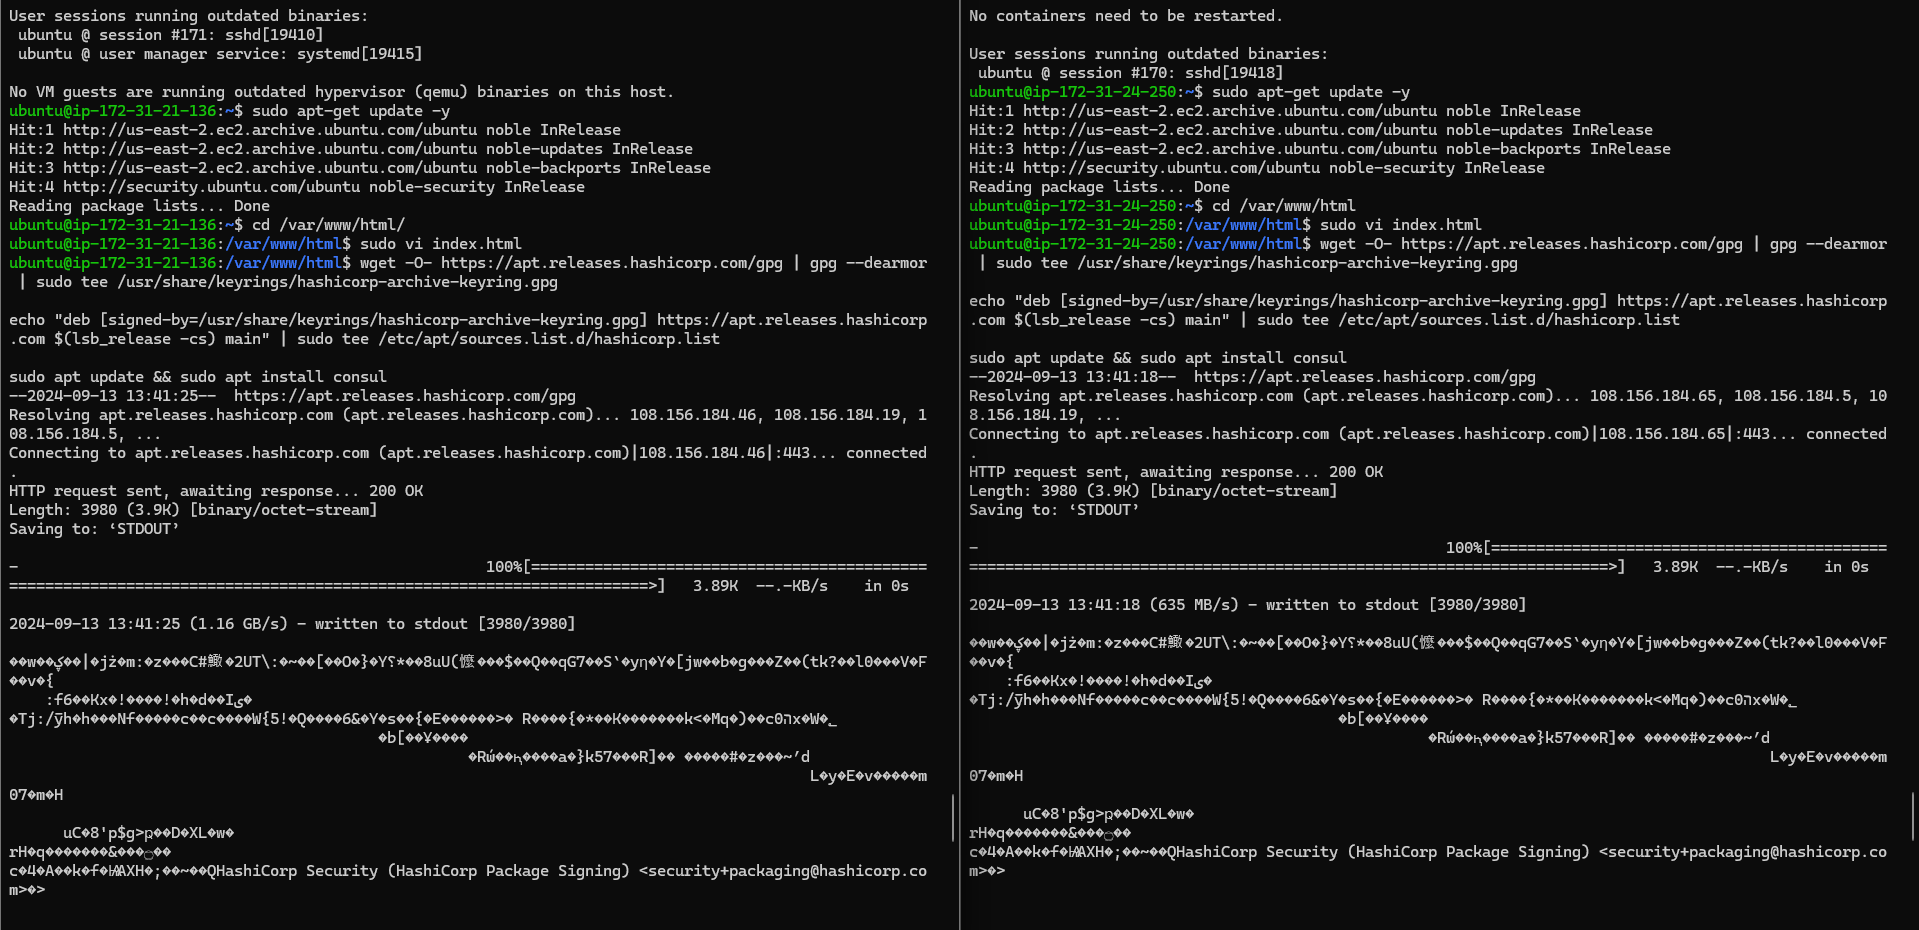 User sessions running outdated binaries:
 ubuntu @ session #171: sshd[19410]
 ubuntu @ user manager service: systemd[19415]

No VM guests are running outdated hypervisor (qemu) binaries on this host.
ubuntu@ip-172-31-21-136:~$ sudo apt-get update -y
Hit:1 http://us-east-2.ec2.archive.ubuntu.com/ubuntu noble InRelease
Hit:2 http://us-east-2.ec2.archive.ubuntu.com/ubuntu noble-updates InRelease
Hit:3 http://us-east-2.ec2.archive.ubuntu.com/ubuntu noble-backports InRelease
Hit:4 http://security.ubuntu.com/ubuntu noble-security InRelease
Reading package lists... Done
ubuntu@ip-172-31-21-136:~$ cd /var/www/html/
ubuntu@ip-172-31-21-136:/var/www/html$ sudo vi index.html
ubuntu@ip-172-31-21-136:/var/www/html$ wget -O- https://apt.releases.hashicorp.com/gpg | gpg --dearmor
 | sudo tee /usr/share/keyrings/hashicorp-archive-keyring.gpg

echo "deb [signed-by=/usr/share/keyrings/hashicorp-archive-keyring.gpg] https://apt.releases.hashicorp
.com $(lsb_release -cs) main" | sudo tee /etc/apt/sources.list.d/hashicorp.list

sudo apt update && sudo apt install consul
--2024-09-13 13:41:25--  https://apt.releases.hashicorp.com/gpg
Resolving apt.releases.hashicorp.com (apt.releases.hashicorp.com)... 108.156.184.46, 108.156.184.19, 1
08.156.184.5, ...
Connecting to apt.releases.hashicorp.com (apt.releases.hashicorp.com)|108.156.184.46|:443... connected
.
HTTP request sent, awaiting response... 200 OK
Length: 3980 (3.9K) [binary/octet-stream]
Saving to: ‘STDOUT’

-                                                    100%[============================================
=======================================================================>]   3.89K  --.-KB/s    in 0s

2024-09-13 13:41:25 (1.16 GB/s) - written to stdout [3980/3980]

07�m�H
uC�8'p$g>
QHashiCorp Security (HashiCorp Package Signing) <security+packaging@hashicorp.co
m>�>

No containers need to be restarted.

User sessions running outdated binaries:
 ubuntu @ session #170: sshd[19418]
ubuntu@ip-172-31-24-250:~$ sudo apt-get update -y
Hit:1 http://us-east-2.ec2.archive.ubuntu.com/ubuntu noble InRelease
Hit:2 http://us-east-2.ec2.archive.ubuntu.com/ubuntu noble-updates InRelease
Hit:3 http://us-east-2.ec2.archive.ubuntu.com/ubuntu noble-backports InRelease
Hit:4 http://security.ubuntu.com/ubuntu noble-security InRelease
Reading package lists... Done
ubuntu@ip-172-31-24-250:~$ cd /var/www/html
ubuntu@ip-172-31-24-250:/var/www/html$ sudo vi index.html
ubuntu@ip-172-31-24-250:/var/www/html$ wget -O- https://apt.releases.hashicorp.com/gpg | gpg --dearmor
 | sudo tee /usr/share/keyrings/hashicorp-archive-keyring.gpg

echo "deb [signed-by=/usr/share/keyrings/hashicorp-archive-keyring.gpg] https://apt.releases.hashicorp
.com $(lsb_release -cs) main" | sudo tee /etc/apt/sources.list.d/hashicorp.list

sudo apt update && sudo apt install consul
--2024-09-13 13:41:18--  https://apt.releases.hashicorp.com/gpg
Resolving apt.releases.hashicorp.com (apt.releases.hashicorp.com)... 108.156.184.65, 108.156.184.5, 10
8.156.184.19, ...
Connecting to apt.releases.hashicorp.com (apt.releases.hashicorp.com)|108.156.184.65|:443... connected
.
HTTP request sent, awaiting response... 200 OK
Length: 3980 (3.9K) [binary/octet-stream]
Saving to: ‘STDOUT’

-                                                    100%[============================================
=======================================================================>]   3.89K  --.-KB/s    in 0s

2024-09-13 13:41:18 (635 MB/s) - written to stdout [3980/3980]

07�m�H
uC�8'p$g>
QHashiCorp Security (HashiCorp Package Signing) <security+packaging@hashicorp.co
m>�>